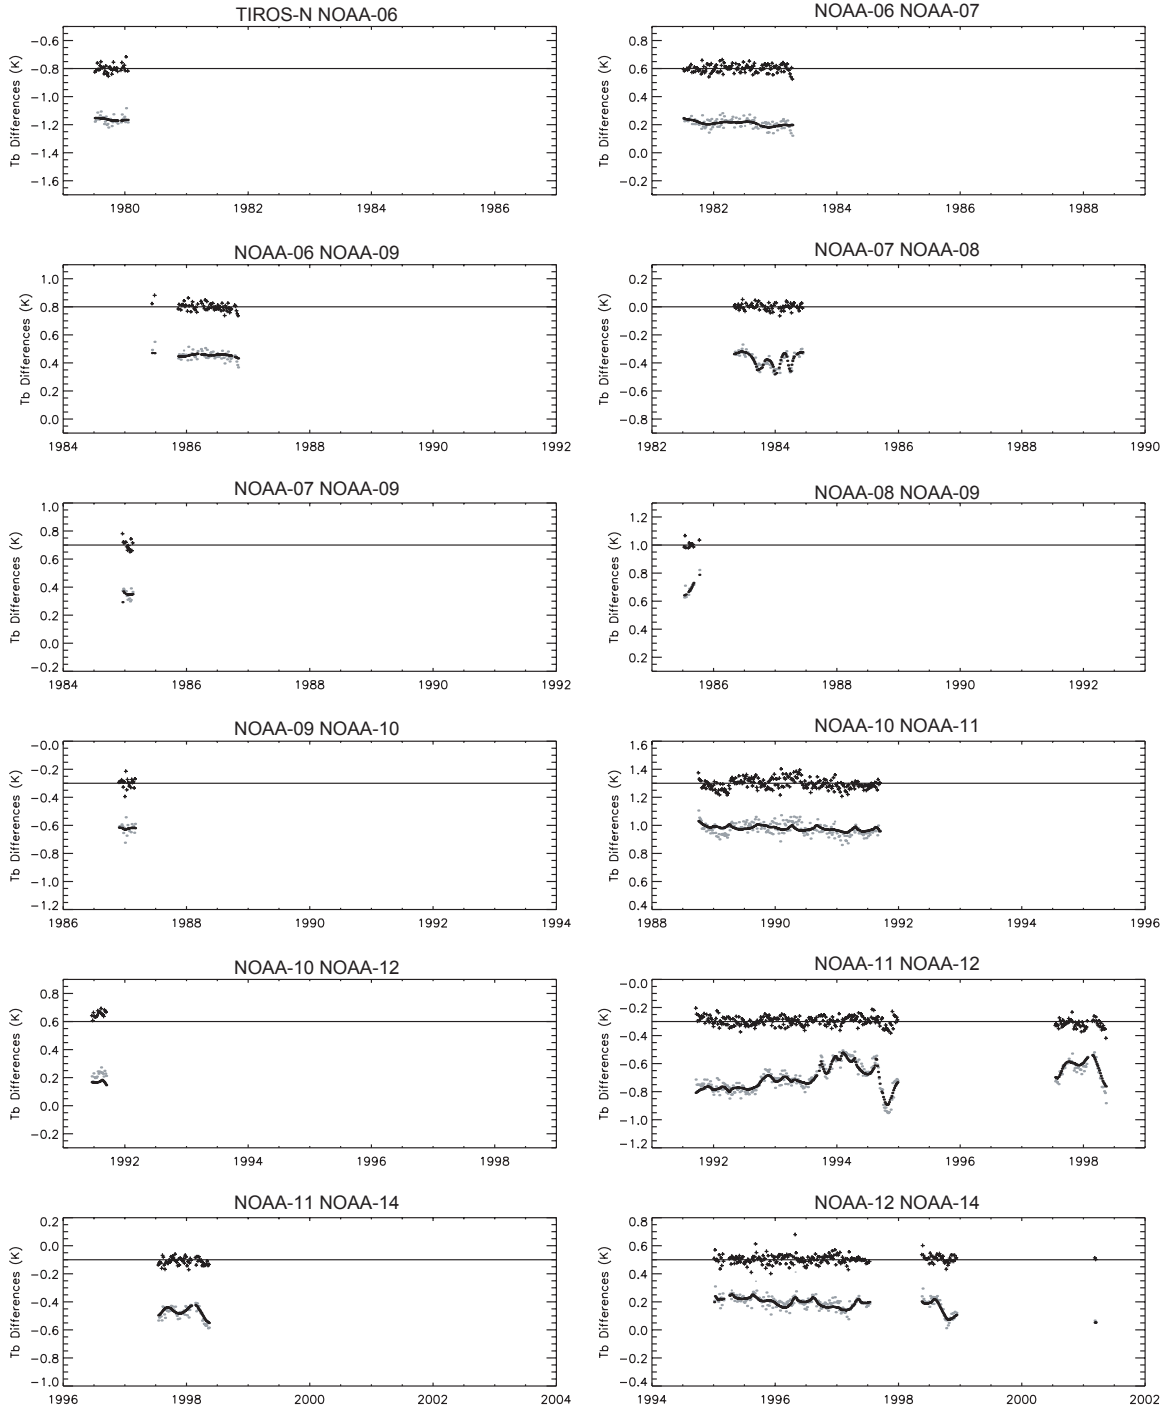 TIROS-N NOAA-06
Tb Differences (K)
−0.6
−0.8
−1.0
−1.2
−1.4
−1.6
1980 1982 1984 1986
NOAA-06 NOAA-07
Tb Differences (K)
0.8
0.6
0.4
0.2
0.0
−0.2
1982 1984 1986 1988
NOAA-06 NOAA-09
Tb Differences (K)
1.0
0.8
0.6
0.4
0.2
0.0
1984 1986 1988 1990 1992
NOAA-07 NOAA-08
Tb Differences (K)
0.2
0.0
−0.2
−0.4
−0.6
−0.8
1982 1984 1986 1988 1990
NOAA-07 NOAA-09
Tb Differences (K)
1.0
0.8
0.6
0.4
0.2
0.0
−0.2
1984 1986 1988 1990 1992
NOAA-08 NOAA-09
Tb Differences (K)
1.2
1.0
0.8
0.6
0.4
0.2
1986 1988 1990 1992
NOAA-09 NOAA-10
Tb Differences (K)
−0.0
−0.2
−0.4
−0.6
−0.8
−1.0
−1.2
1986 1988 1990 1992 1994
NOAA-10 NOAA-11
Tb Differences (K)
1.6
1.4
1.2
1.0
0.8
0.6
0.4
1988 1990 1992 1994 1996
NOAA-10 NOAA-12
Tb Differences (K)
0.8
0.6
0.4
0.2
0.0
−0.2
1992 1994 1996 1998
NOAA-11 NOAA-12
Tb Differences (K)
−0.0
−0.2
−0.4
−0.6
−0.8
−1.0
−1.2
1992 1994 1996 1998
NOAA-11 NOAA-14
Tb Differences (K)
0.2
0.0
−0.2
−0.4
−0.6
−0.8
−1.0
1996 1998 2000 2002 2004
NOAA-12 NOAA-14
Tb Differences (K)
0.8
0.6
0.4
0.2
0.0
−0.2
−0.4
1994 1996 1998 2000 2002